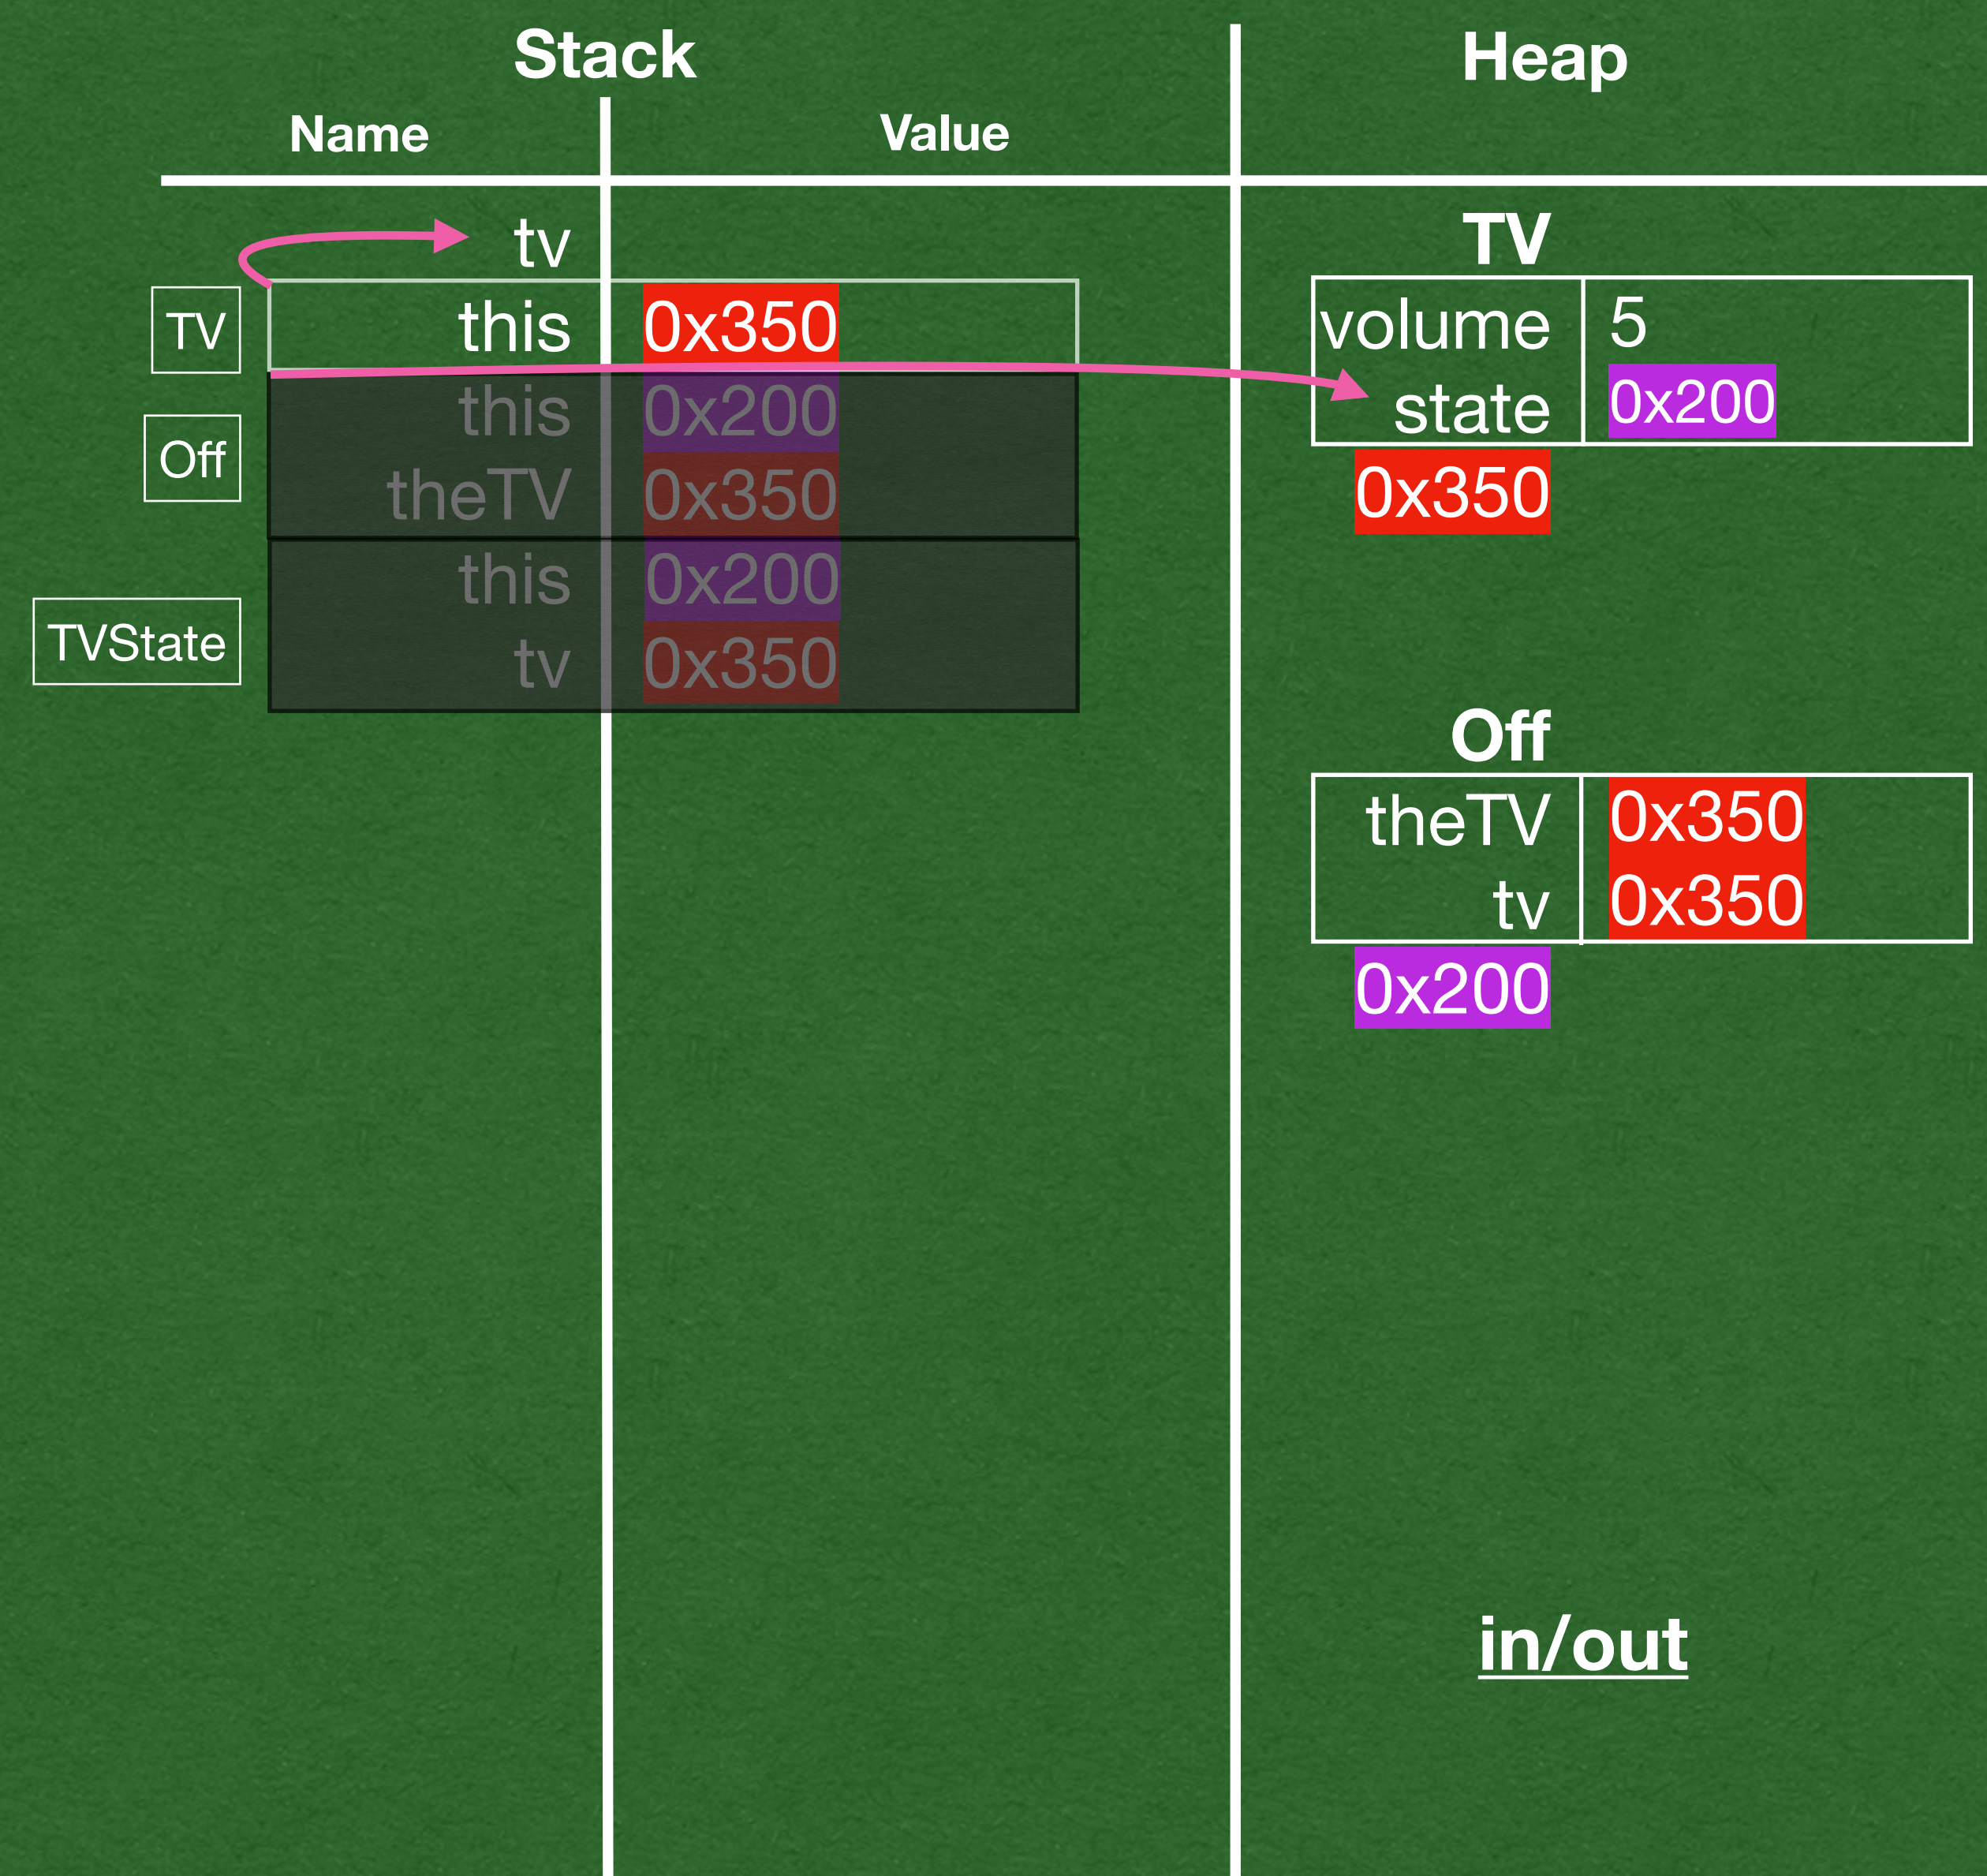 Stack
Heap
Name
Value
tv
TV
this
0x350
Off
this
0x200
theTV
0x350
TVState
this
0x200
tv
0x350
TV
volume
5
state
0x200
0x350
Off
theTV
0x350
tv
0x350
0x200
in/out